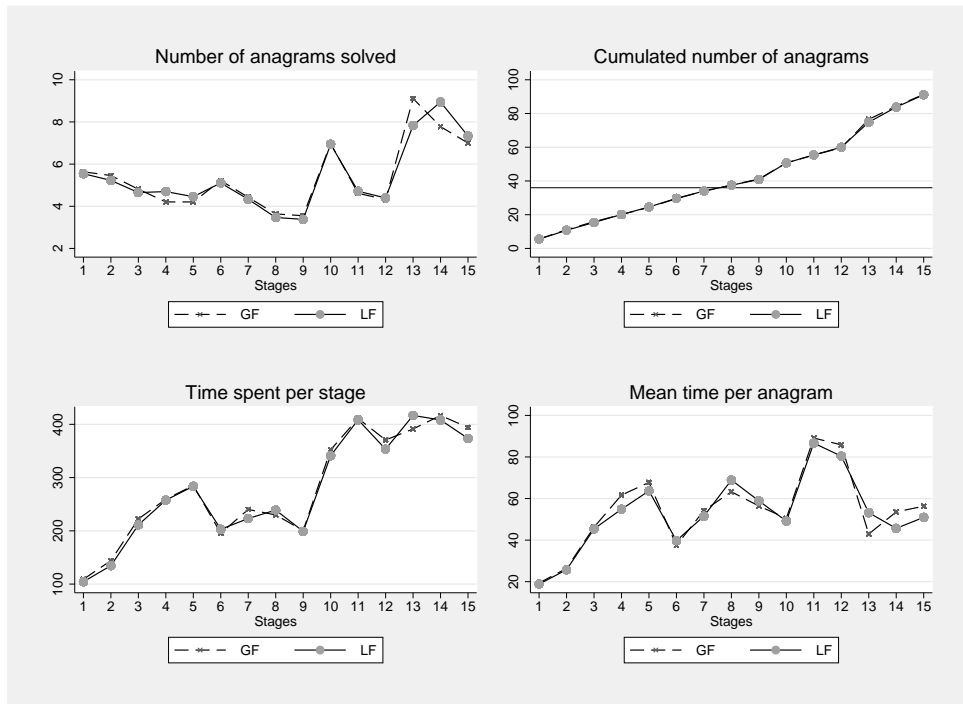 Number of anagrams solved
10
8
6
4
2
1 2 3 4 5 6 7 8 9 10 11 12 13 14 15
Stages
GF LF
Cumulated number of anagrams
100
80
60
40
20
0
1 2 3 4 5 6 7 8 9 10 11 12 13 14 15
Stages
GF LF
Time spent per stage
400
300
200
100
1 2 3 4 5 6 7 8 9 10 11 12 13 14 15
Stages
GF LF
Mean time per anagram
100
80
60
40
20
1 2 3 4 5 6 7 8 9 10 11 12 13 14 15
Stages
GF LF